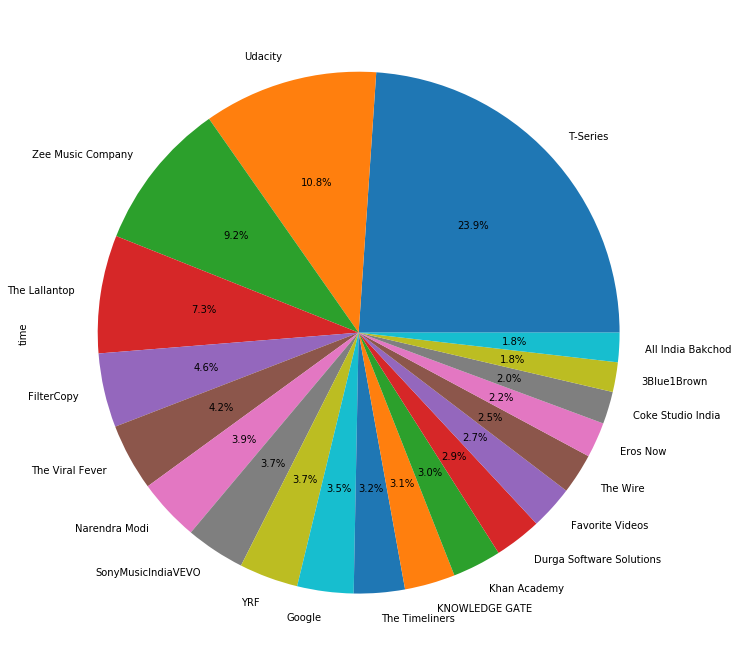 Udacity
T-Series
Zee Music Company
10.8%
23.9%
9.2%
The Lallantop
7.3%
time
1.8%
All India Bakchod
1.8%
3Blue1Brown
FilterCopy
4.6%
2.0%
Coke Studio India
4.2%
2.2%
Eros Now
The Viral Fever
3.9%
2.5%
The Wire
2.7%
Favorite Videos
Narendra Modi
3.7%
2.9%
Durga Software Solutions
SonyMusicIndiaVEVO
3.7%
3.5%
3.2%
3.1%
3.0%
Khan Academy
YRF
Google
The Timeliners
KNOWLEDGE GATE